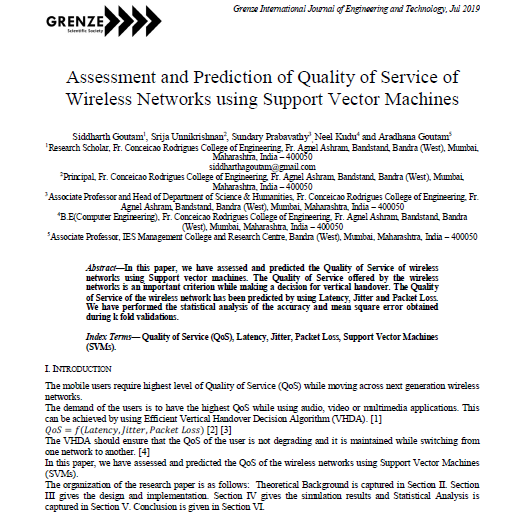 GRENZE
Scientific Society
Grenze International Journal of Engineering and Technology, Jul 2019
Assessment and Prediction of Quality of Service of
Wireless Networks using Support Vector Machines
Siddharth Goutam1, Srija Unnikrishnan2, Sundary Prabavathy3, Neel Kudu4 and Aradhana Goutam5
1Research Scholar, Fr. Conceicao Rodrigues College of Engineering, Fr. Agnel Ashram, Bandstand, Bandra (West), Mumbai,
Maharashtra, India – 400050
siddharthagoutam@gmail.com
2Principal, Fr. Conceicao Rodrigues College of Engineering, Fr. Agnel Ashram, Bandstand, Bandra (West), Mumbai,
Maharashtra, India – 400050
3Associate Professor and Head of Department of Science & Humanities, Fr. Conceicao Rodrigues College of Engineering, Fr.
Agnel Ashram, Bandstand, Bandra (West), Mumbai, Maharashtra, India – 400050
4B.E(Computer Engineering), Fr. Conceicao Rodrigues College of Engineering, Fr. Agnel Ashram, Bandstand, Bandra
(West), Mumbai, Maharashtra, India – 400050
5Associate Professor, IES Management College and Research Centre, Bandra (West), Mumbai, Maharashtra, India – 400050
Abstract—In this paper, we have assessed and predicted the Quality of Service of wireless
networks using Support vector machines. The Quality of Service offered by the wireless
networks is an important criterion while making a decision for vertical handover. The Quality
of Service of the wireless network has been predicted by using Latency, Jitter and Packet Loss.
We have performed the statistical analysis of the accuracy and mean square error obtained
during k fold validations.
Index Terms— Quality of Service (QoS), Latency, Jitter, Packet Loss, Support Vector Machines
(SVMs).
I. INTRODUCTION
The mobile users require highest level of Quality of Service (QoS) while moving across next generation wireless
networks.
The demand of the users is to have the highest QoS while using audio, video or multimedia applications. This
can be achieved by using Efficient Vertical Handover Decision Algorithm (VHDA). [1]
QoS = f(Latency, Jitter, Packet Loss) [2] [3]
The VHDA should ensure that the QoS of the user is not degrading and it is maintained while switching from
one network to another. [4]
In this paper, we have assessed and predicted the QoS of the wireless networks using Support Vector Machines
(SVMs).
The organization of the research paper is as follows: Theoretical Background is captured in Section II. Section
III gives the design and implementation. Section IV gives the simulation results and Statistical Analysis is
captured in Section V. Conclusion is given in Section VI.